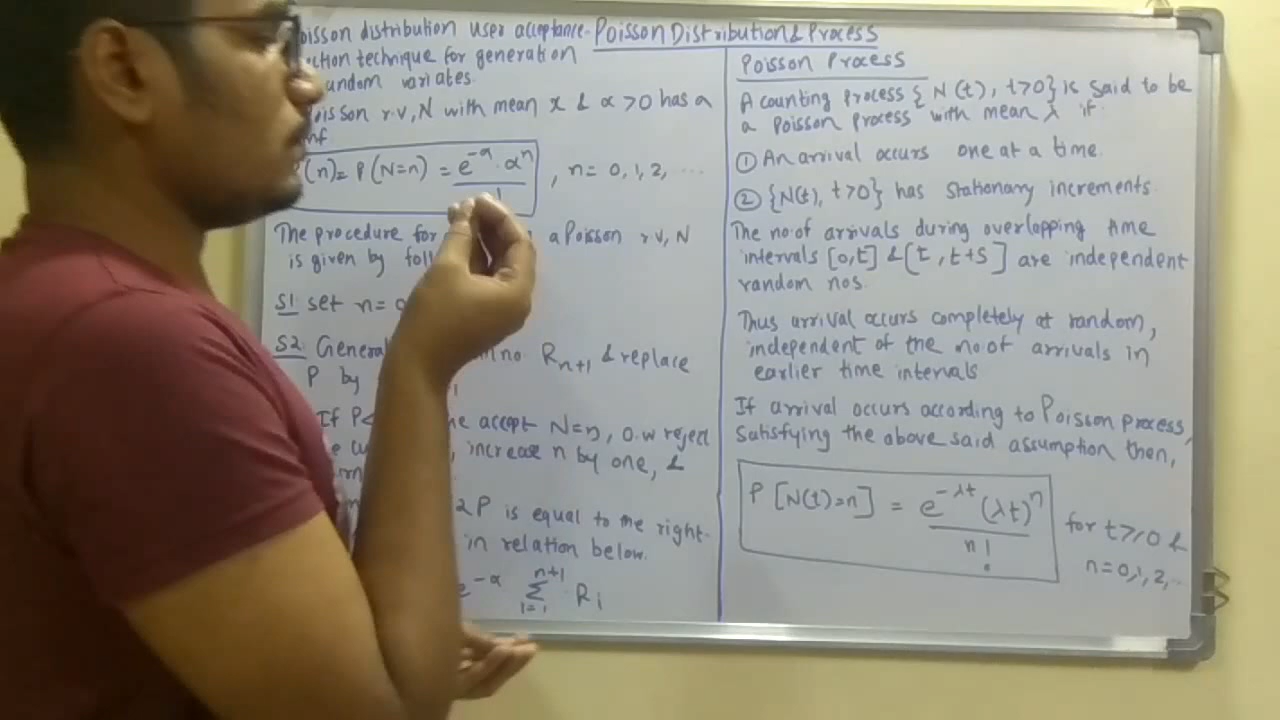 oisson distribution user acceptance-
ction technique for generation
andom variates.
oisson r.v, N with mean x & α >0 has a
mf
(n)= P(N=n) = e^-α . α^n , n= 0, 1, 2, ...
The procedure for a Poisson r.v, N
is given by foll
S1: set n= 0
S2: Genera no R_n+1 & replace
P by
If P< he accept N=n, o.w reject
increase n by one, &
2 P is equal to the right-
in relation below.
e^-α Σ n+1 i=1 Ri
Poisson Distribution & Process
Poisson Process
A counting process {N(t), t>0} is said to be
a Poisson process with mean λ if.
① An arrival occurs one at a time.
② {N(t), t>0} has stationary increments.
The no.of arrivals during overlapping time
intervals [0,t] & [t, t+s] are independent
random nos.
Thus arrival occurs completely at random,
independent of the no of arrivals in
earlier time intervals
If arrival occurs according to Poisson process,
satisfying the above said assumption then,
P [N(t)=n] = e^-λt (λt)^n / n! for t>,0 &
n=0,1,2,..